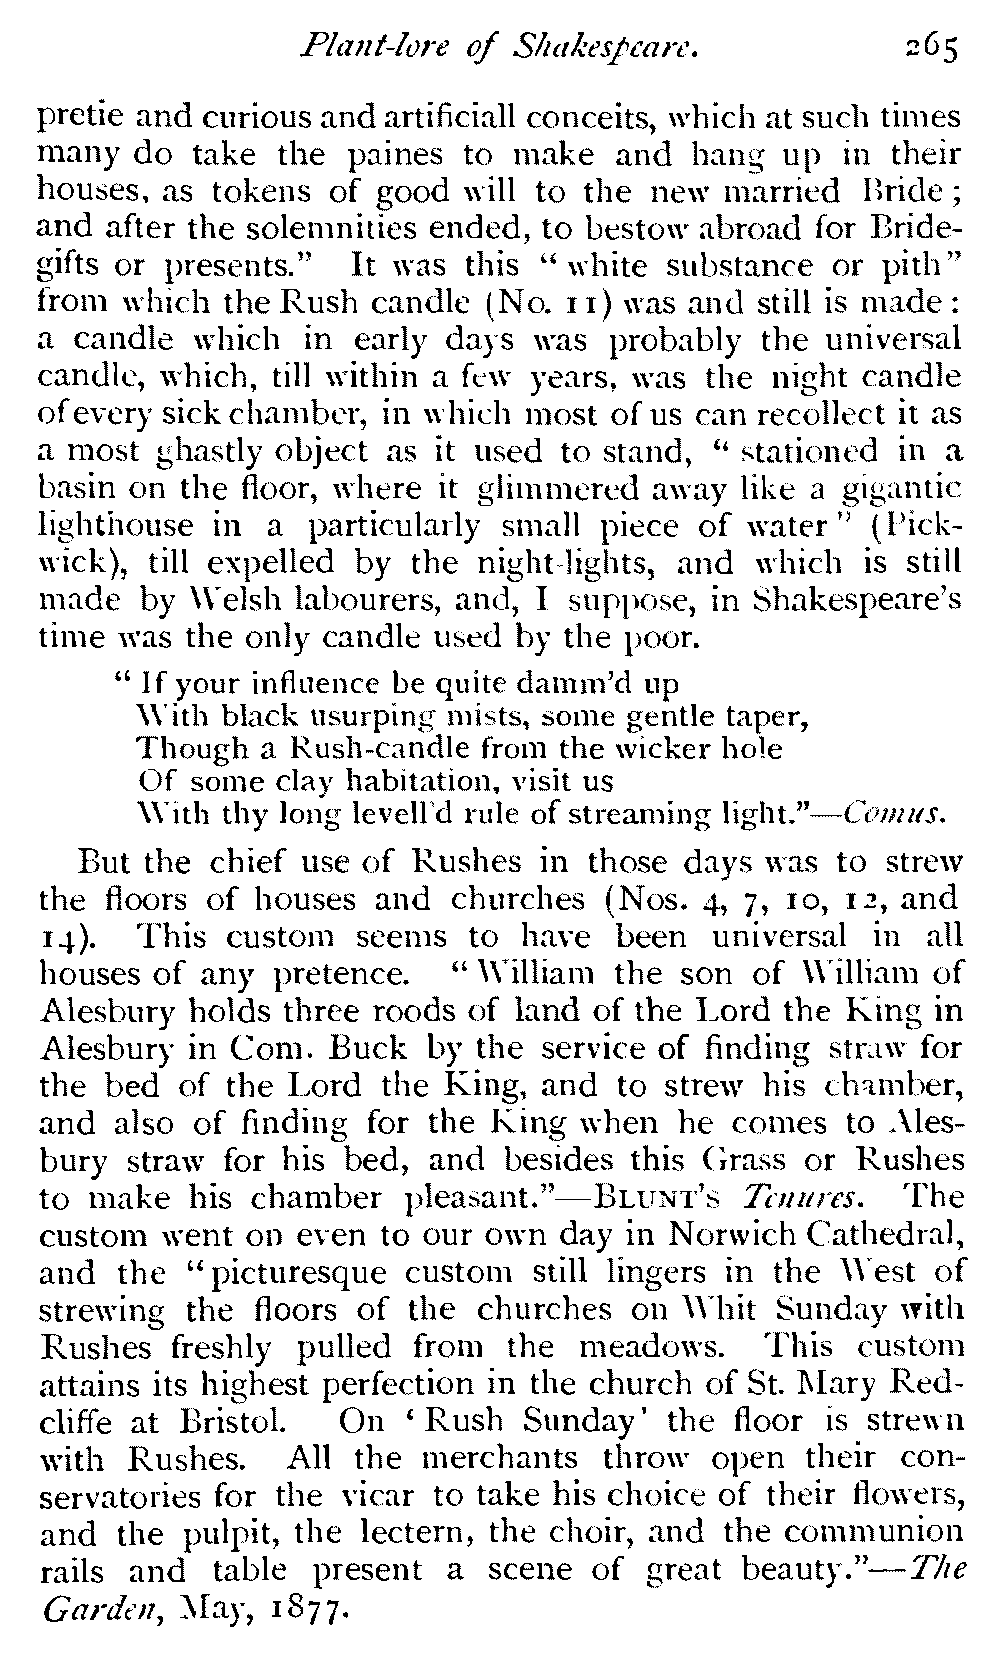 Plant-lore of Shakespeare. 265
pretie and curious and artificiall conceits, which at such times
many do take the paines to make and hang up in their
houses, as tokens of good will to the new married Bride ;
and after the solemnities ended, to bestow abroad for Bride-
gifts or presents." It was this "white substance or pith"
from which the Rush candle (No. 11) was and still is made :
a candle which in early days was probably the universal
candle, which, till within a few years, was the night candle
of every sick chamber, in which most of us can recollect it as
a most ghastly object as it used to stand, "stationed in a
basin on the floor, where it glimmered away like a gigantic
lighthouse in a particularly small piece of water" (Pick-
wick), till expelled by the night-lights, and which is still
made by Welsh labourers, and, I suppose, in Shakespeare's
time was the only candle used by the poor.
"If your influence be quite damm'd up
With black usurping mists, some gentle taper,
Though a Rush-candle from the wicker hole
Of some clay habitation, visit us
With thy long levell'd rule of streaming light."—Comus.
But the chief use of Rushes in those days was to strew
the floors of houses and churches (Nos. 4, 7, 10, 12, and
14). This custom seems to have been universal in all
houses of any pretence. "William the son of William of
Alesbury holds three roods of land of the Lord the King in
Alesbury in Com. Buck by the service of finding straw for
the bed of the Lord the King, and to strew his chamber,
and also of finding for the King when he comes to Ales-
bury straw for his bed, and besides this Grass or Rushes
to make his chamber pleasant."—BLUNT'S Tenures. The
custom went on even to our own day in Norwich Cathedral,
and the "picturesque custom still lingers in the West of
strewing the floors of the churches on Whit Sunday with
Rushes freshly pulled from the meadows. This custom
attains its highest perfection in the church of St. Mary Red-
cliffe at Bristol. On 'Rush Sunday' the floor is strewn
with Rushes. All the merchants throw open their con-
servatories for the vicar to take his choice of their flowers,
and the pulpit, the lectern, the choir, and the communion
rails and table present a scene of great beauty."—The
Garden, May, 1877.